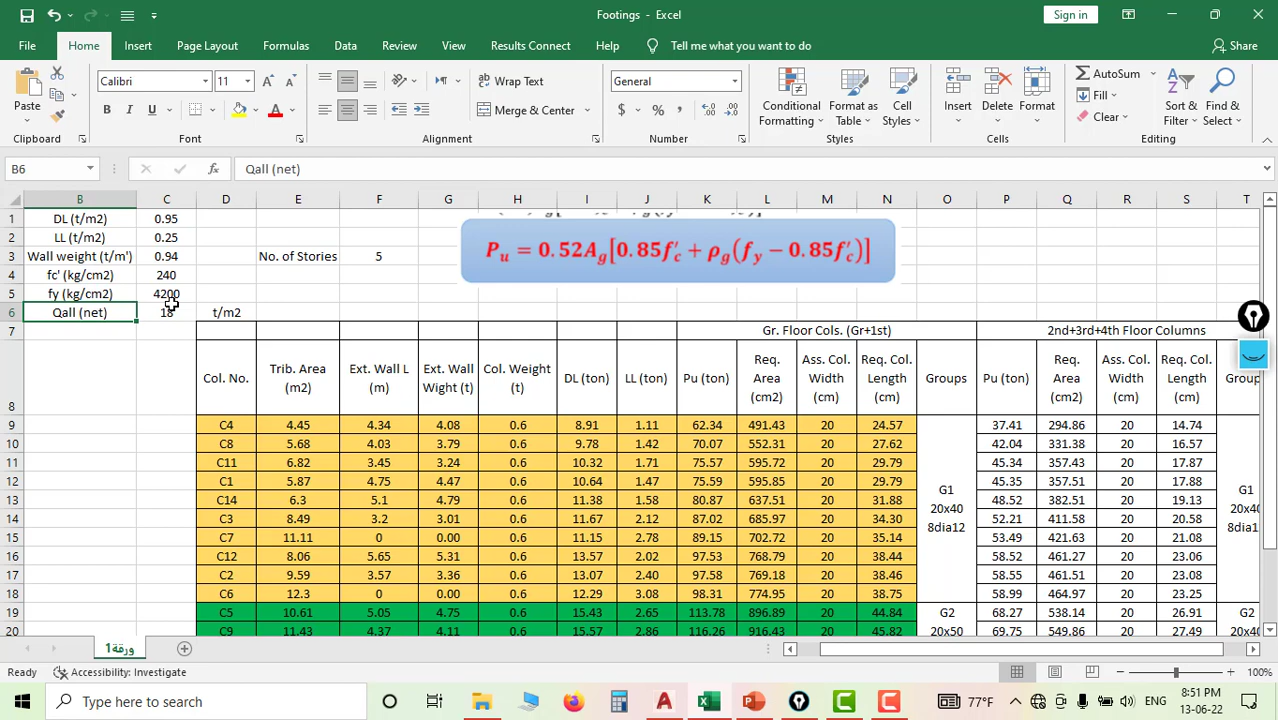 Footings - Excel
Sign in
File Home Insert Page Layout Formulas Data Review View Results Connect Help Tell me what you want to do Share
Paste
Calibri 11
B I U
Wrap Text
Merge & Center
General
$ % ,
Conditional Formatting
Format as Table
Cell Styles
Insert Delete Format
AutoSum
Fill
Clear
Sort & Filter
Find & Select
Clipboard Font Alignment Number Styles Cells Editing
B6 fx Qall (net)
B C D E F G H I J K L M N O P Q R S T
1 DL (t/m2) 0.95
2 LL (t/m2) 0.25
3 Wall weight (t/m') 0.94 No. of Stories 5
Pu = 0.52Ag[0.85f'c + ρg(fy − 0.85f'c)]
4 fc' (kg/cm2) 240
5 fy (kg/cm2) 4200
6 Qall (net) 18 t/m2
7 Gr. Floor Cols. (Gr+1st) 2nd+3rd+4th Floor Columns
8 Col. No. Trib. Area (m2) Ext. Wall L (m) Ext. Wall Wight (t) Col. Weight (t) DL (ton) LL (ton) Pu (ton) Req. Area (cm2) Ass. Col. Width (cm) Req. Col. Length (cm) Groups Pu (ton) Req. Area (cm2) Ass. Col. Width (cm) Req. Col. Length (cm) Group
9 C4 4.45 4.34 4.08 0.6 8.91 1.11 62.34 491.43 20 24.57 37.41 294.86 20 14.74
10 C8 5.68 4.03 3.79 0.6 9.78 1.42 70.07 552.31 20 27.62 42.04 331.38 20 16.57
11 C11 6.82 3.45 3.24 0.6 10.32 1.71 75.57 595.72 20 29.79 45.34 357.43 20 17.87
12 C1 5.87 4.75 4.47 0.6 10.64 1.47 75.59 595.85 20 29.79 45.35 357.51 20 17.88
13 C14 6.3 5.1 4.79 0.6 11.38 1.58 80.87 637.51 20 31.88 G1 48.52 382.51 20 19.13 G1
14 C3 8.49 3.2 3.01 0.6 11.67 2.12 87.02 685.97 20 34.30 20x40 52.21 411.58 20 20.58 20x40
15 C7 11.11 0 0.00 0.6 11.15 2.78 89.15 702.72 20 35.14 8dia12 53.49 421.63 20 21.08 8dia1
16 C12 8.06 5.65 5.31 0.6 13.57 2.02 97.53 768.79 20 38.44 58.52 461.27 20 23.06
17 C2 9.59 3.57 3.36 0.6 13.07 2.40 97.58 769.18 20 38.46 58.55 461.51 20 23.08
18 C6 12.3 0 0.00 0.6 12.29 3.08 98.31 774.95 20 38.75 58.99 464.97 20 23.25
19 C5 10.61 5.05 4.75 0.6 15.43 2.65 113.78 896.89 20 44.84 G2 68.27 538.14 20 26.91 G2
20 C9 11.43 4.37 4.11 0.6 15.57 2.86 116.26 916.43 20 45.82 20x50 69.75 549.86 20 27.49 20x40
ورقة1
Ready Accessibility: Investigate 100%
Type here to search
77°F ENG 8:51 PM
13-06-22